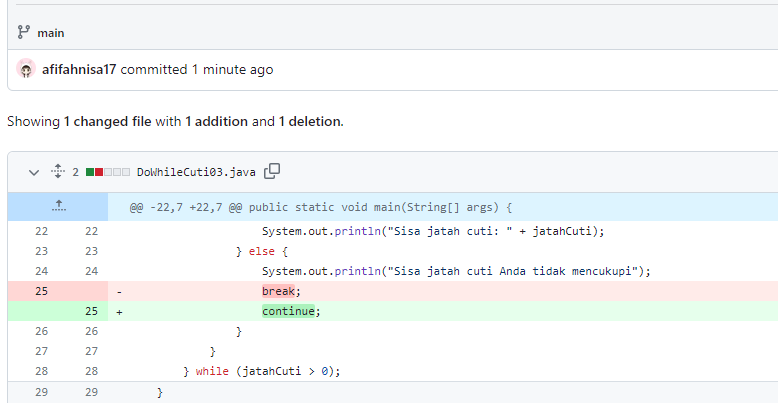 main
afifahnisa17 committed 1 minute ago
Showing 1 changed file with 1 addition and 1 deletion.
2 DoWhileCuti03.java
@@ -22,7 +22,7 @@ public static void main(String[] args) {
22 22 System.out.println("Sisa jatah cuti: " + jatahCuti);
23 23 } else {
24 24 System.out.println("Sisa jatah cuti Anda tidak mencukupi");
25 - break;
25 + continue;
26 26 }
27 27 }
28 28 } while (jatahCuti > 0);
29 29 }